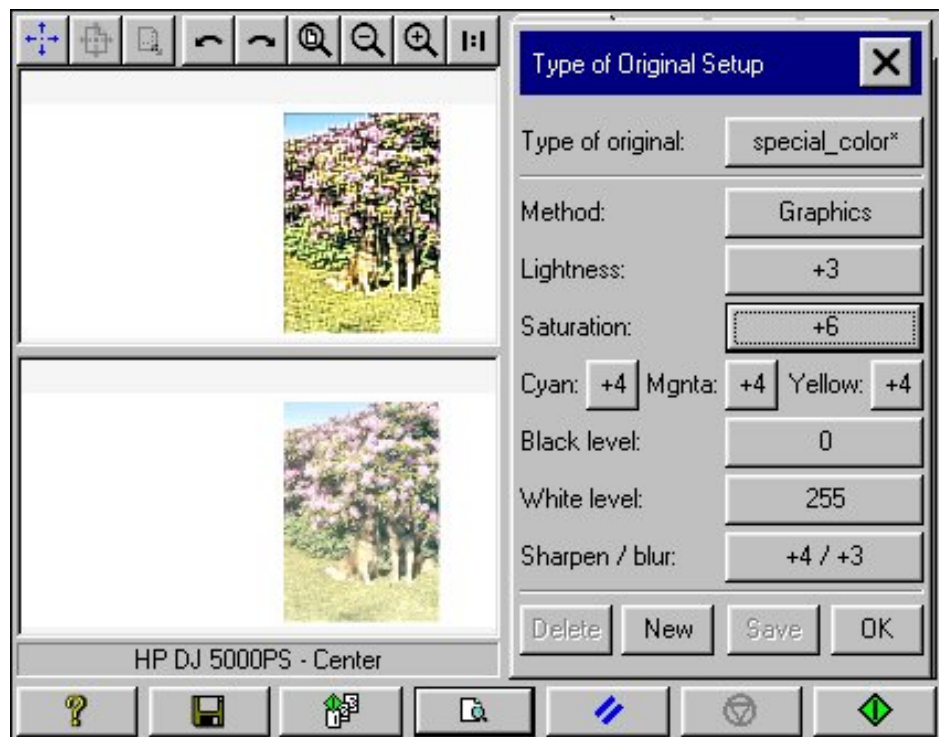 1:1
Type of Original Setup
Type of original: special_color*
Method: Graphics
Lightness: +3
Saturation: +6
Cyan: +4 Mgnta: +4 Yellow: +4
Black level: 0
White level: 255
Sharpen / blur: +4 / +3
Delete New Save OK
HP DJ 5000PS - Center
?